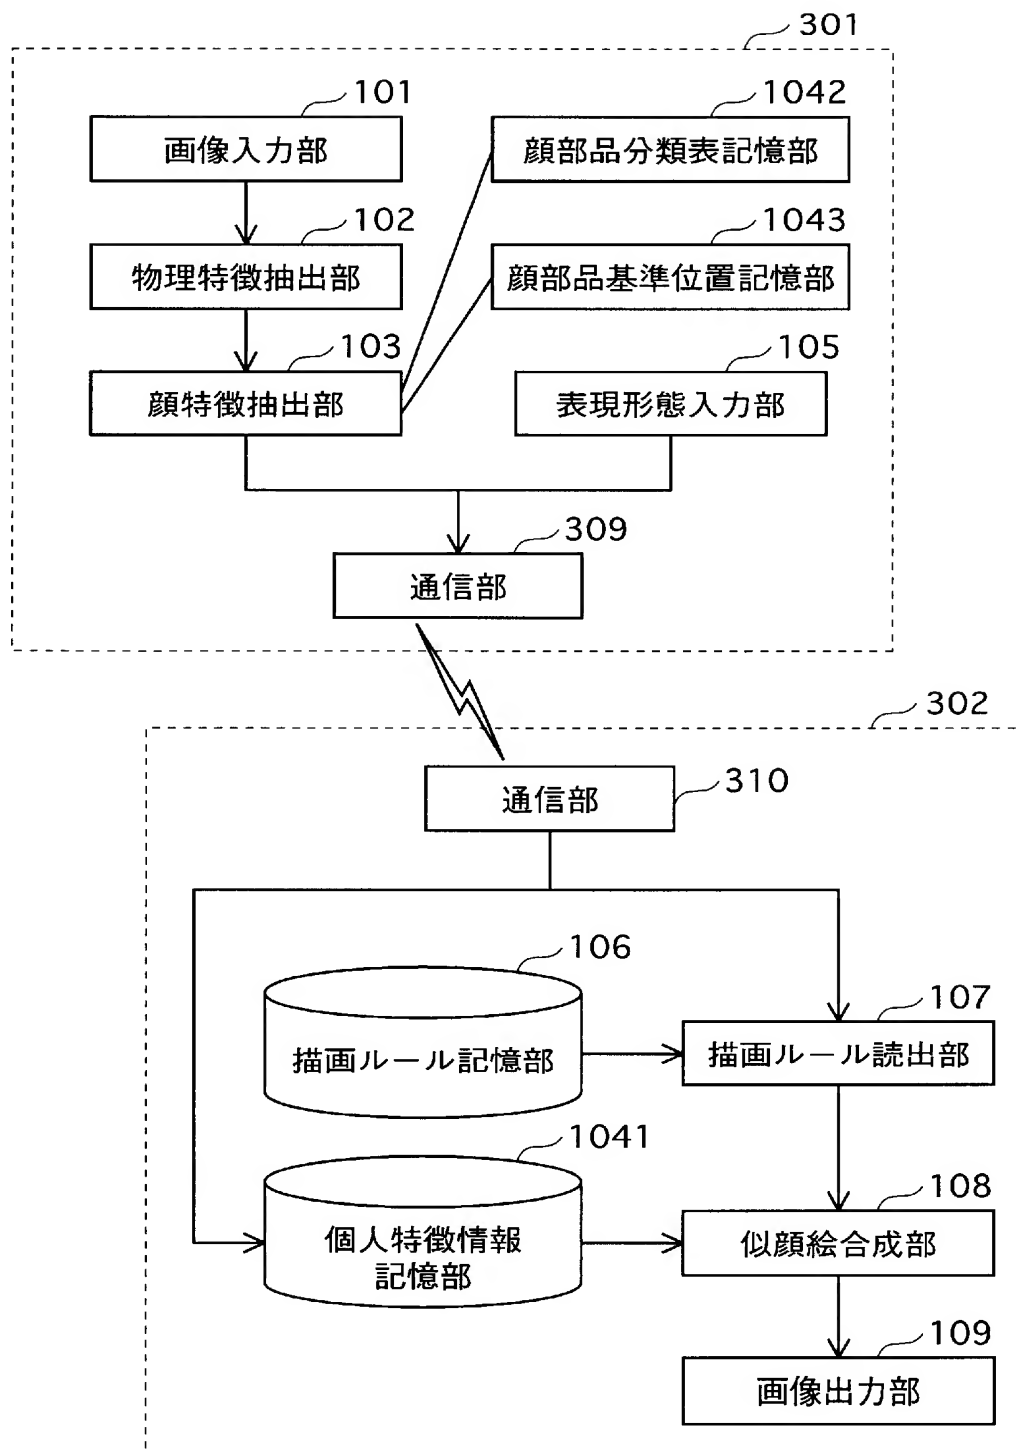 301
101
画像入力部
1042
顔部品分類表記憶部
102
物理特徴抽出部
1043
顔部品基準位置記憶部
103
顔特徴抽出部
105
表現形態入力部
309
通信部
302
通信部
310
106
描画ルール記憶部
107
描画ルール読出部
1041
個人特徴情報
記憶部
108
似顔絵合成部
109
画像出力部